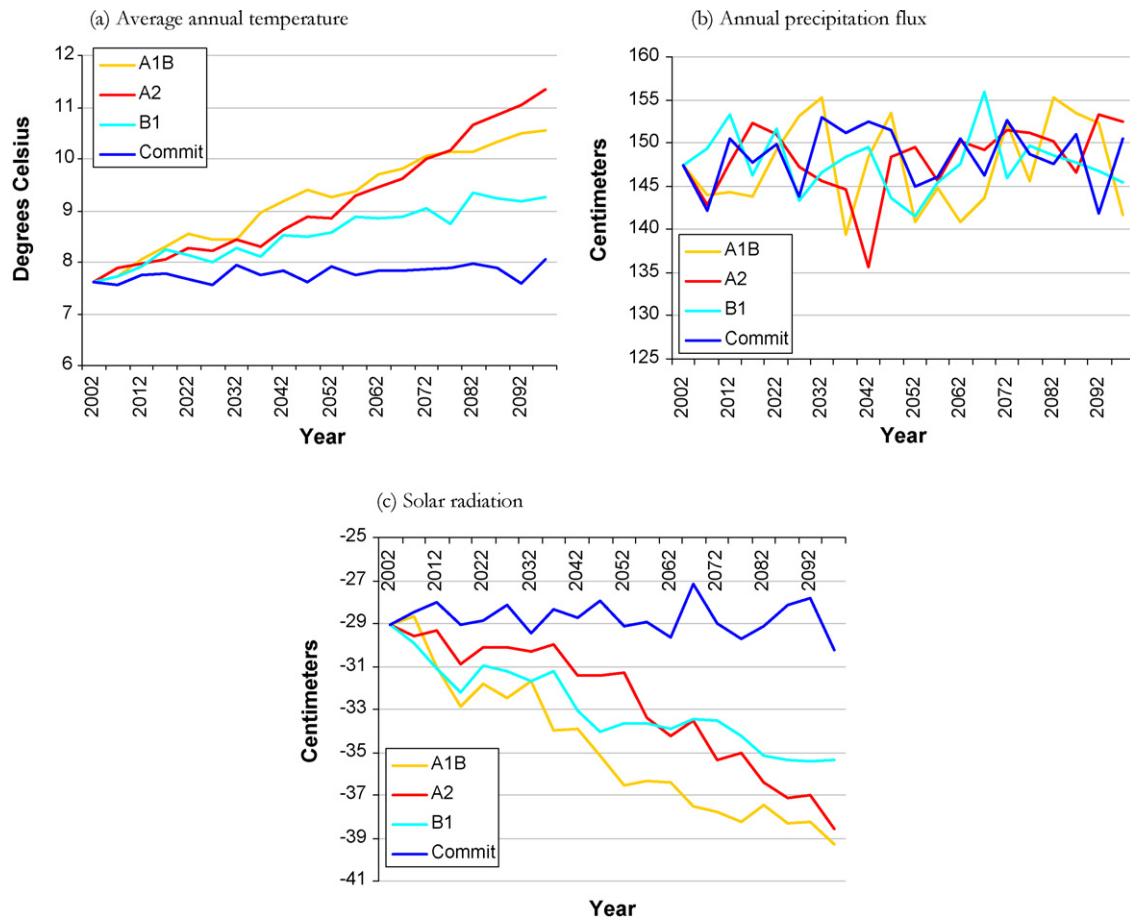 (a) Average annual temperature
12
11
10
9
8
7
6
Degrees Celsius
A1B
A2
B1
Commit
2002
2012
2022
2032
2042
2052
2062
2072
2082
2092
Year
(b) Annual precipitation flux
160
155
150
145
140
135
130
125
Centimeters
A1B
A2
B1
Commit
2002
2012
2022
2032
2042
2052
2062
2072
2082
2092
Year
(c) Solar radiation
-25
-27
-29
-31
-33
-35
-37
-39
-41
Centimeters
2002
2012
2022
2032
2042
2052
2062
2072
2082
2092
A1B
A2
B1
Commit
Year